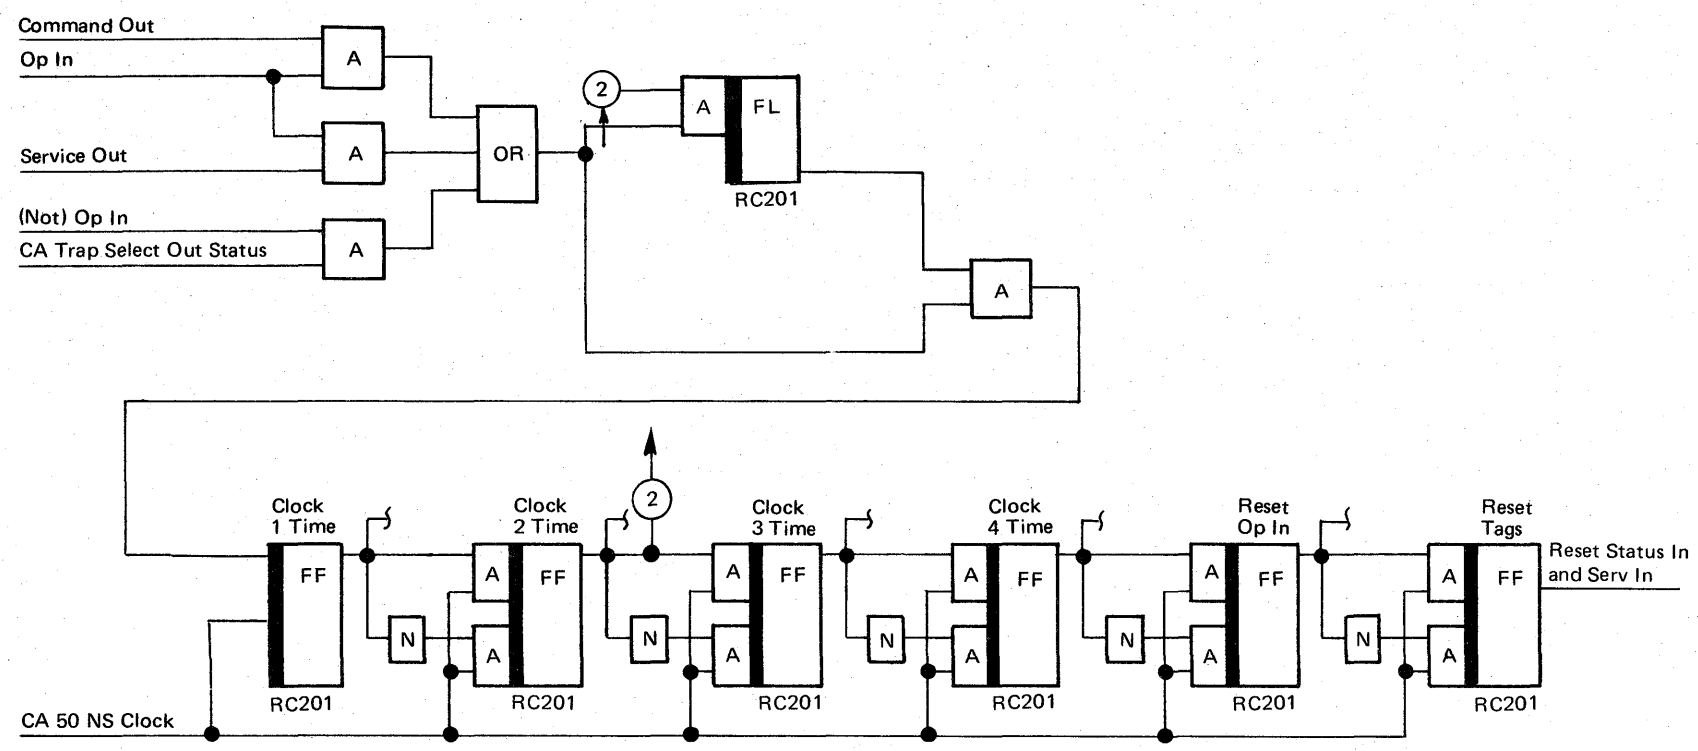 Command Out
A
Op In
2
A
FL
OR
Service Out
A
RC201
(Not) Op In
CA Trap Select Out Status
A
A
2
Clock
1 Time
Clock
2 Time
Clock
3 Time
Clock
4 Time
Reset
Op In
Reset
Tags
FF
A
FF
A
FF
A
FF
A
FF
A
FF
Reset Status In
and Serv In
N
A
N
A
N
A
N
A
N
A
RC201
RC201
RC201
RC201
RC201
RC201
CA 50 NS Clock